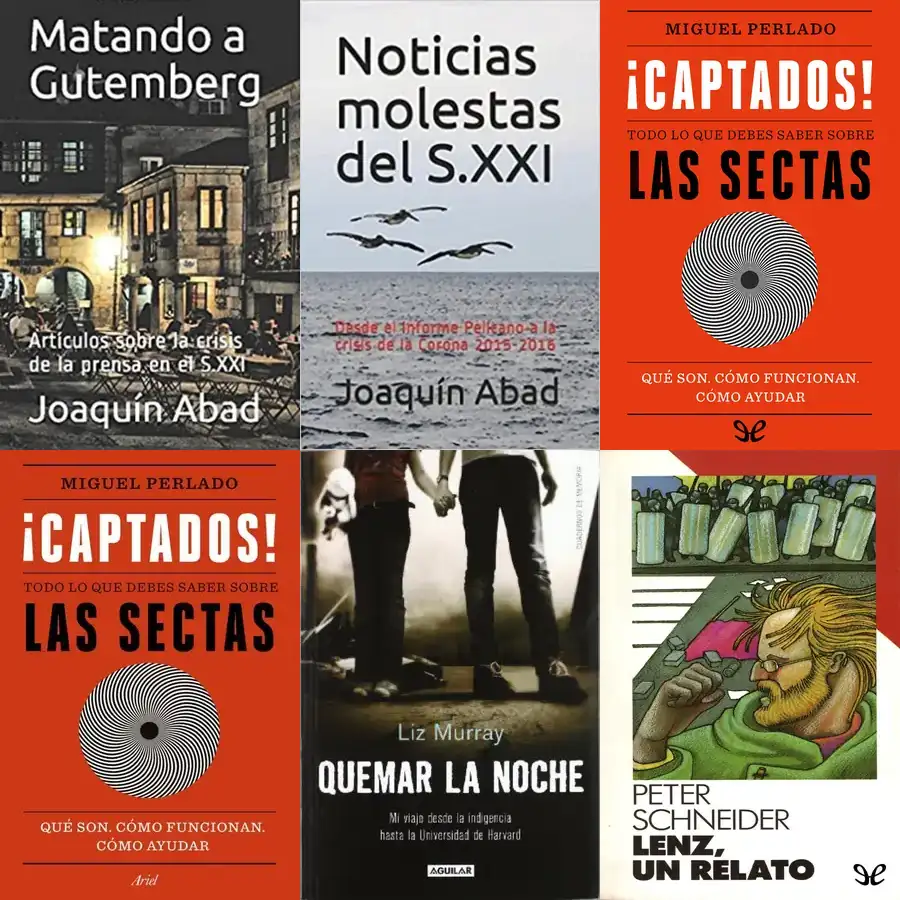 Matando a
Gutemberg
Artículos sobre la crisis
de la prensa en el S.XXI
Joaquín Abad
Noticias
molestas
del S.XXI
Desde el Informe Pelícano a la
crisis de la Corona 2015-2016
Joaquín Abad
MIGUEL PERLADO
¡CAPTADOS!
TODO LO QUE DEBES SABER SOBRE
LAS SECTAS
QUÉ SON. CÓMO FUNCIONAN.
CÓMO AYUDAR
MIGUEL PERLADO
¡CAPTADOS!
TODO LO QUE DEBES SABER SOBRE
LAS SECTAS
QUÉ SON. CÓMO FUNCIONAN.
CÓMO AYUDAR
Ariel
Liz Murray
QUEMAR LA NOCHE
Mi viaje desde la indigencia
hasta la Universidad de Harvard
AGUILAR
PETER
SCHNEIDER
LENZ,
UN RELATO